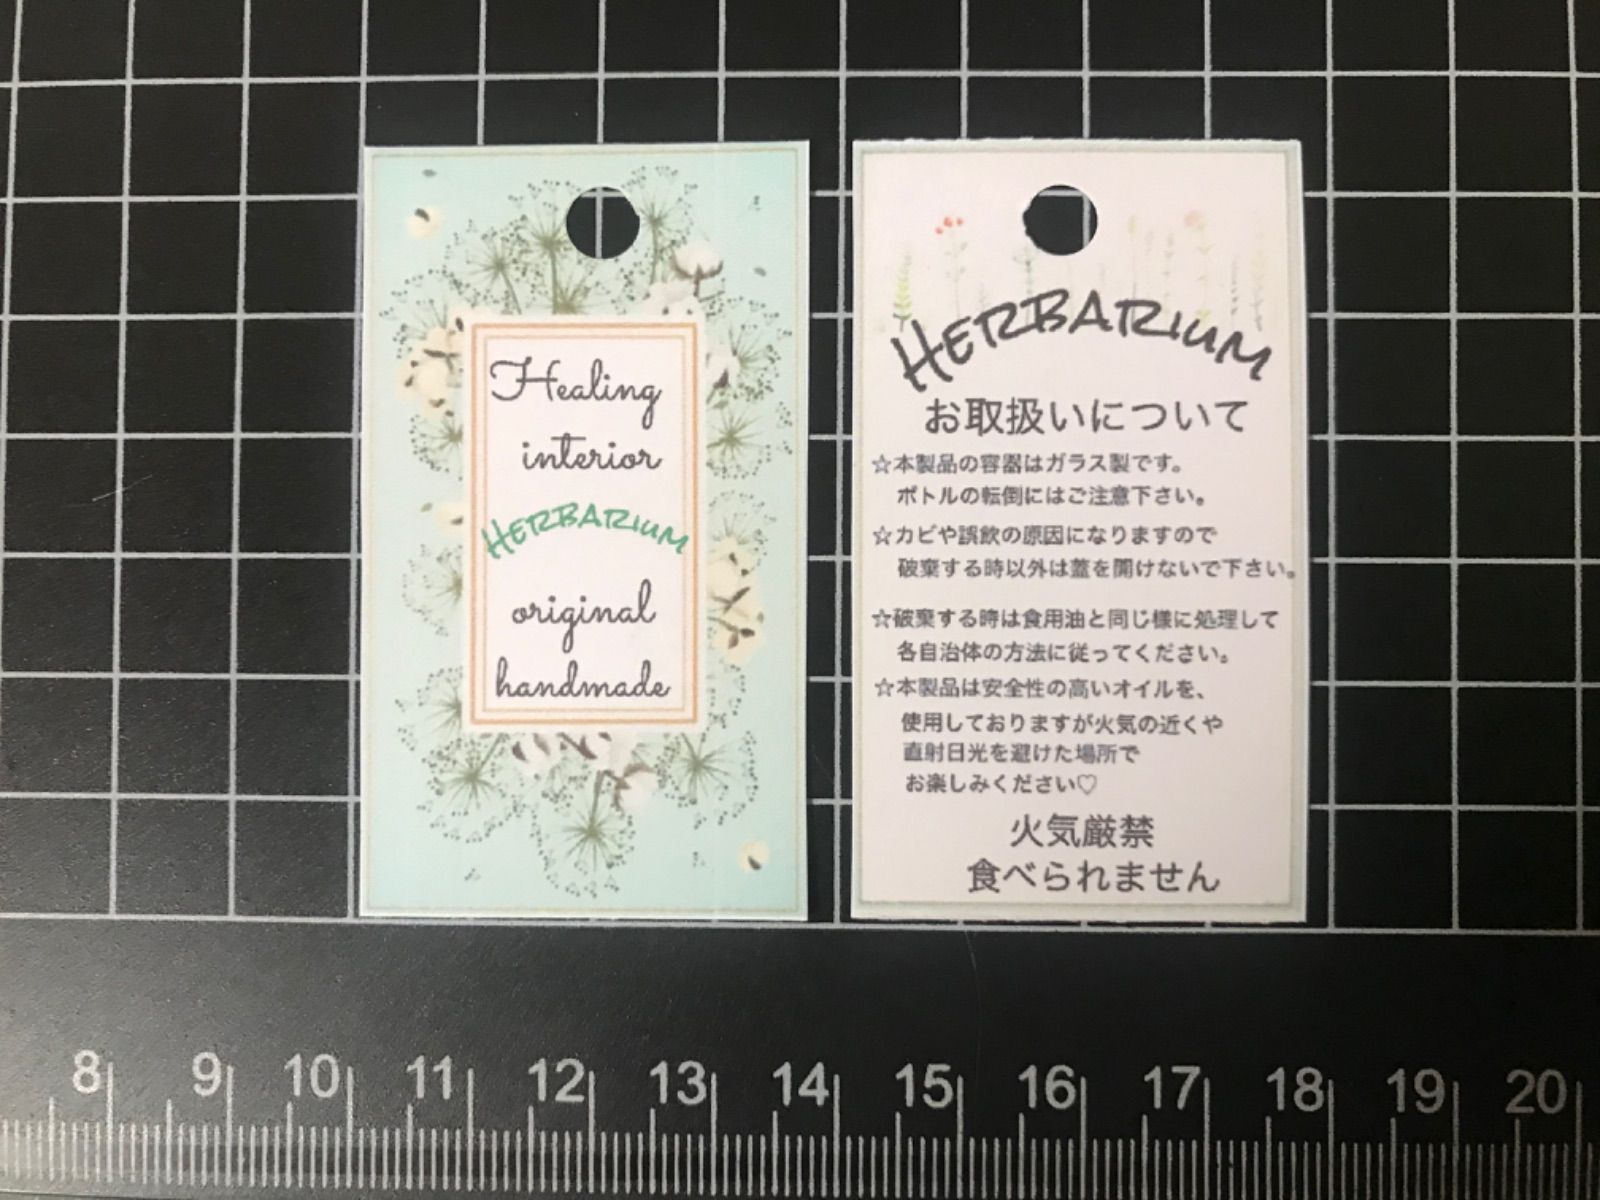 Healing
interior
HERBARIUM
original
handmade
HERBARIUM
お取扱いについて
☆本製品の容器はガラス製です。
ボトルの転倒にはご注意下さい。
☆カビや誤飲の原因になりますので
破棄する時以外は蓋を開けないで下さい。
☆破棄する時は食用油と同じ様に処理して
各自治体の方法に従ってください。
☆本製品は安全性の高いオイルを、
使用しておりますが火気の近くや
直射日光を避けた場所で
お楽しみください♡
火気厳禁
食べられません
8 9 10 11 12 13 14 15 16 17 18 19 20